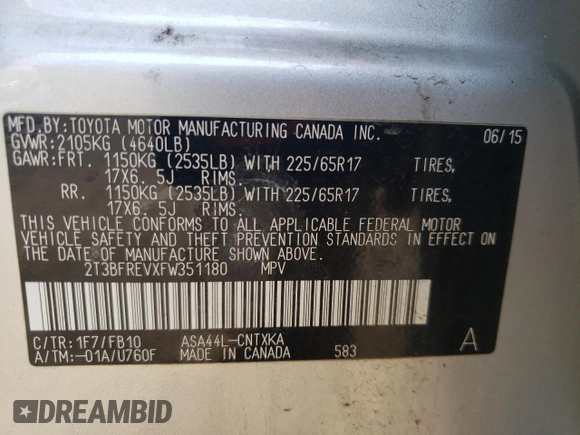 MFD.BY:TOYOTA MOTOR MANUFACTURING CANADA INC. 06/15
GVWR:2105KG (4640LB)
GAWR:FRT. 1150KG (2535LB) WITH 225/65R17 TIRES,
17X6. 5J RIMS.
RR. 1150KG (2535LB) WITH 225/65R17 TIRES,
17X6. 5J RIMS.
THIS VEHICLE CONFORMS TO ALL APPLICABLE FEDERAL MOTOR
VEHICLE SAFETY AND THEFT PREVENTION STANDARDS IN EFFECT ON
THE DATE OF MANUFACTURE SHOWN ABOVE.
2T3BFREVXFW351180 MPV
C/TR:1F7/FB10 ASA44L-CNTXKA A
A/TM:-01A/U760F MADE IN CANADA 583
DREAMBID